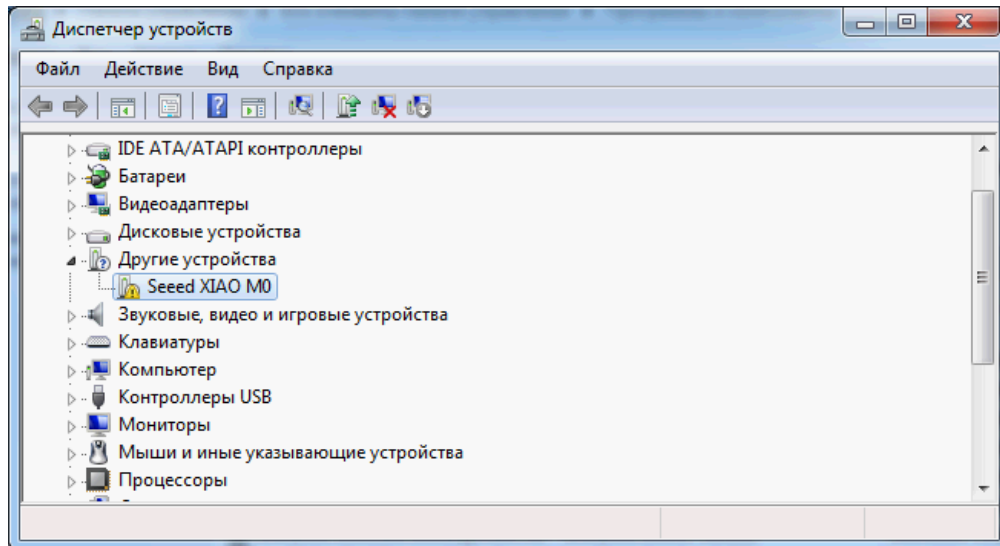 Диспетчер устройств
Файл Действие Вид Справка
IDE ATA/ATAPI контроллеры
Батареи
Видеоадаптеры
Дисковые устройства
Другие устройства
Seeed XIAO M0
Звуковые, видео и игровые устройства
Клавиатуры
Компьютер
Контроллеры USB
Мониторы
Мыши и иные указывающие устройства
Процессоры